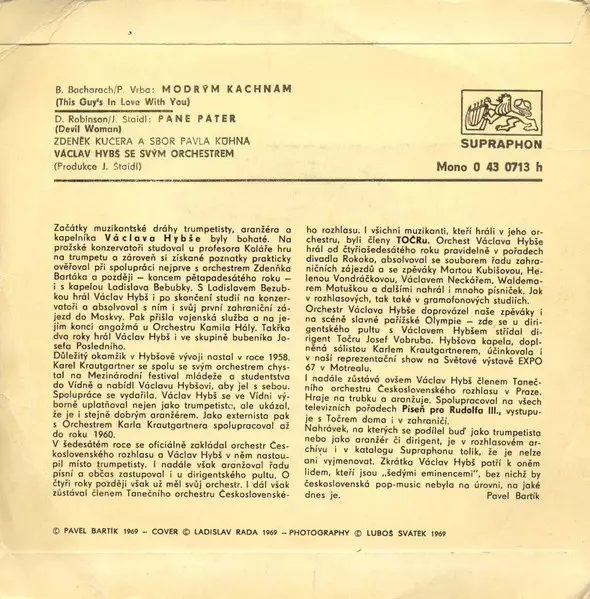 B. Bacharach/P. Vrba: MODRÝM KACHNAM
(This Guy's In Love With You)
D. Robinson/J. Štaidl: PANE PATER
(Devil Woman)
ZDENĚK KUČERA A SBOR PAVLA KÜHNA
VÁCLAV HYBŠ SE SVÝM ORCHESTREM
(Produkce J. Štaidl)
SUPRAPHON
Mono 0 43 0713 h
Začátky muzikantské dráhy trumpetisty, aranžéra a
kapelníka Václava Hybše byly bohaté. Na
pražské konzervatoři studoval u profesora Koláře hru
na trumpetu a zároveň si získané poznatky prakticky
ověřoval při spolupráci nejprve s orchestrem Zdeňka
Bartáka a později – koncem pětapadesátého roku –
i s kapelou Ladislava Bebubky. S Ladislavem Bezub-
kou hrál Václav Hybš i po skončení studií na konzer-
vatoři a absolvoval s ním i svůj první zahraniční zá-
jezd do Moskvy. Pak přišla vojenská služba a na je-
jím konci angažmá u Orchestru Kamila Hály. Takřka
dva roky hrál Václav Hybš i ve skupině bubeníka Jo-
sefa Posledního.
Důležitý okamžik v Hybšově vývoji nastal v roce 1958.
Karel Krautgartner se spolu se svým orchestrem chys-
tal na Mezinárodní festival mládeže a studentstva
do Vídně a nabídl Václavu Hybšovi, aby jel s sebou.
Spolupráce se vydařila. Václav Hybš se ve Vídni vý-
borně uplatňoval nejen jako trumpetista, ale ukázal,
že je i stejně dobrým aranžérem. Jako externista pak
s Orchestrem Karla Krautgartnera spolupracoval až
do roku 1960.
V šedesátém roce se oficiálně zakládal orchestr Čes-
koslovenského rozhlasu a Václav Hybš v něm nastou-
pil místo trumpetisty. I nadále však aranžoval řadu
písní a občas zastupoval i u dirigentského pultu. O
čtyři roky později však už měl svůj orchestr. I dál však
zůstával členem Tanečního orchestru Československé-
ho rozhlasu. I všichni muzikanti, kteří hráli v jeho or-
chestru, byli členy TOČRu. Orchestr Václava Hybše
hrál od čtyřiašedesátého roku pravidelně v pořadech
divadla Rokoko, absolvoval se souborem řadu zahra-
ničních zájezdů a se zpěváky Martou Kubišovou, He-
lenou Vondráčkovou, Václavem Neckářem, Waldema-
rem Matuškou a dalšími nahrál i mnoho písniček. Jak
v rozhlasových, tak také v gramofonových studiích.
Orchestr Václava Hybše doprovázel naše zpěváky i
na scéně slavné pařížské Olympie – zde se u diri-
gentského pultu s Václavem Hybšem střídal di-
rigent Točru Josef Vobruba. Hybšova kapela, dopl-
něná sólistou Karlem Krautgartnerem, účinkovala i
v naší reprezentační show na Světové výstavě EXPO
67 v Motrealu.
I nadále zůstává ovšem Václav Hybš členem Taneč-
ního orchestru Československého rozhlasu v Praze.
Hraje na trubku a aranžuje. Spolupracoval na všech
televizních pořadech Píseň pro Rudolfa III., vystupu-
je s Točrem doma i v zahraničí.
Nahrávek, na kterých se podílel buď jako trumpetista
nebo jako aranžér či dirigent, je v rozhlasovém ar-
chívu i v katalogu Supraphonu tolik, že je nelze
ani vyjmenovat. Zkrátka Václav Hybš patří k oněm
lidem, kteří jsou „šedými eminencemi", bez nichž by
československá pop-music nebyla na úrovni, na jaké
dnes je. Pavel Bartík
© PAVEL BARTÍK 1969 – COVER © LADISLAV RADA 1969 – PHOTOGRAPHY © LUBOŠ SVÁTEK 1969